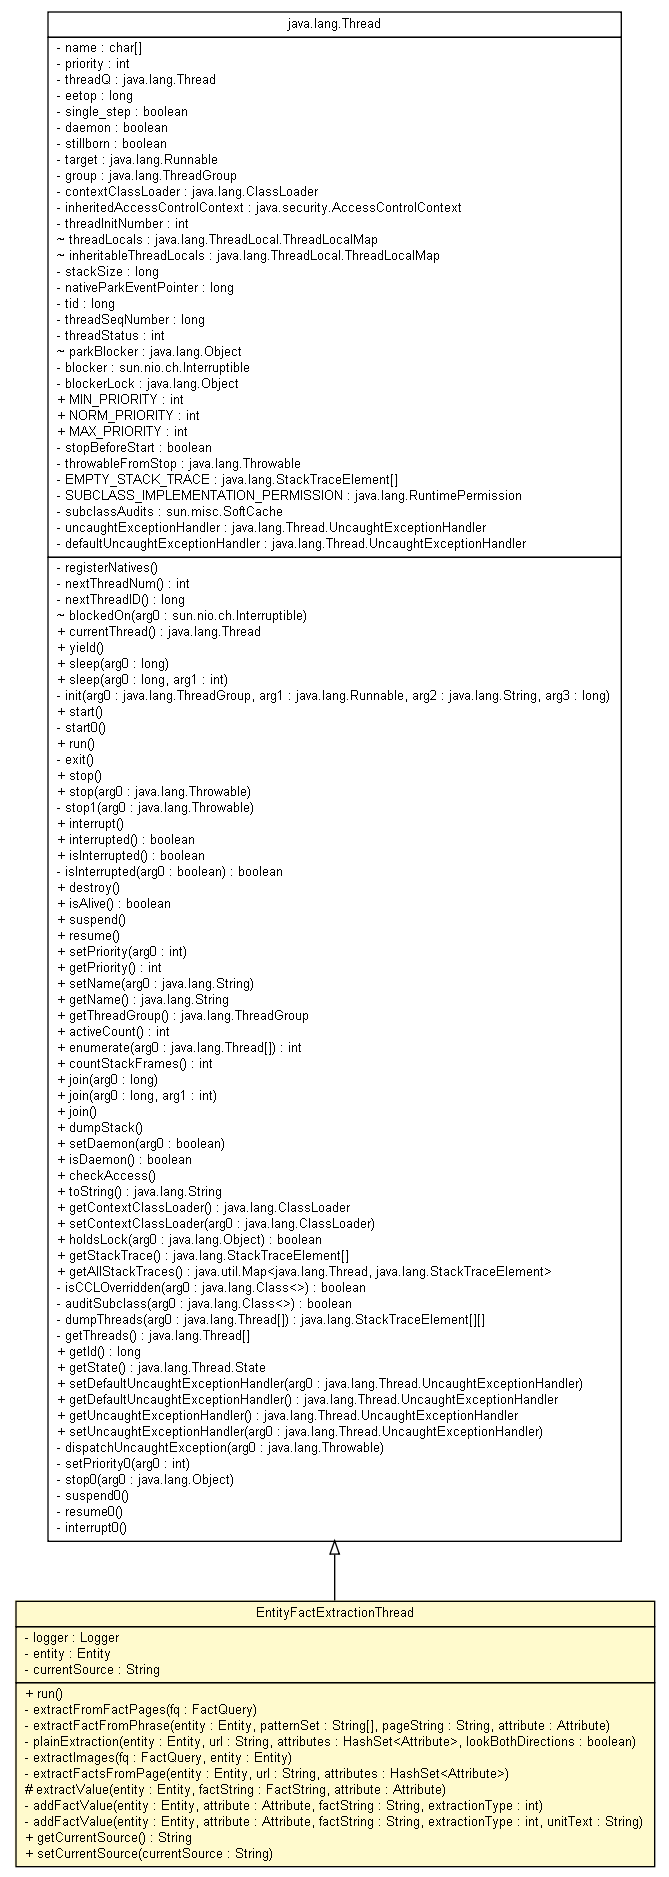 java.lang.Thread
- name : char[]
- priority : int
- threadQ : java.lang.Thread
- eetop : long
- single_step : boolean
- daemon : boolean
- stillborn : boolean
- target : java.lang.Runnable
- group : java.lang.ThreadGroup
- contextClassLoader : java.lang.ClassLoader
- inheritedAccessControlContext : java.security.AccessControlContext
- threadInitNumber : int
~ threadLocals : java.lang.ThreadLocal.ThreadLocalMap
~ inheritableThreadLocals : java.lang.ThreadLocal.ThreadLocalMap
- stackSize : long
- nativeParkEventPointer : long
- tid : long
- threadSeqNumber : long
- threadStatus : int
~ parkBlocker : java.lang.Object
- blocker : sun.nio.ch.Interruptible
- blockerLock : java.lang.Object
+ MIN_PRIORITY : int
+ NORM_PRIORITY : int
+ MAX_PRIORITY : int
- stopBeforeStart : boolean
- throwableFromStop : java.lang.Throwable
- EMPTY_STACK_TRACE : java.lang.StackTraceElement[]
- SUBCLASS_IMPLEMENTATION_PERMISSION : java.lang.RuntimePermission
- subclassAudits : sun.misc.SoftCache
- uncaughtExceptionHandler : java.lang.Thread.UncaughtExceptionHandler
- defaultUncaughtExceptionHandler : java.lang.Thread.UncaughtExceptionHandler
- registerNatives()
- nextThreadNum() : int
- nextThreadID() : long
~ blockedOn(arg0 : sun.nio.ch.Interruptible)
+ currentThread() : java.lang.Thread
+ yield()
+ sleep(arg0 : long)
+ sleep(arg0 : long, arg1 : int)
- init(arg0 : java.lang.ThreadGroup, arg1 : java.lang.Runnable, arg2 : java.lang.String, arg3 : long)
+ start()
- start0()
+ run()
- exit()
+ stop()
+ stop(arg0 : java.lang.Throwable)
- stop1(arg0 : java.lang.Throwable)
+ interrupt()
+ interrupted() : boolean
+ isInterrupted() : boolean
- isInterrupted(arg0 : boolean) : boolean
+ destroy()
+ isAlive() : boolean
+ suspend()
+ resume()
+ setPriority(arg0 : int)
+ getPriority() : int
+ setName(arg0 : java.lang.String)
+ getName() : java.lang.String
+ getThreadGroup() : java.lang.ThreadGroup
+ activeCount() : int
+ enumerate(arg0 : java.lang.Thread[]) : int
+ countStackFrames() : int
+ join(arg0 : long)
+ join(arg0 : long, arg1 : int)
+ join()
+ dumpStack()
+ setDaemon(arg0 : boolean)
+ isDaemon() : boolean
+ checkAccess()
+ toString() : java.lang.String
+ getContextClassLoader() : java.lang.ClassLoader
+ setContextClassLoader(arg0 : java.lang.ClassLoader)
+ holdsLock(arg0 : java.lang.Object) : boolean
+ getStackTrace() : java.lang.StackTraceElement[]
+ getAllStackTraces() : java.util.Map<java.lang.Thread, java.lang.StackTraceElement>
- isCCLOverridden(arg0 : java.lang.Class<>) : boolean
- auditSubclass(arg0 : java.lang.Class<>) : boolean
- dumpThreads(arg0 : java.lang.Thread[]) : java.lang.StackTraceElement[][]
- getThreads() : java.lang.Thread[]
+ getId() : long
+ getState() : java.lang.Thread.State
+ setDefaultUncaughtExceptionHandler(arg0 : java.lang.Thread.UncaughtExceptionHandler)
+ getDefaultUncaughtExceptionHandler() : java.lang.Thread.UncaughtExceptionHandler
+ getUncaughtExceptionHandler() : java.lang.Thread.UncaughtExceptionHandler
+ setUncaughtExceptionHandler(arg0 : java.lang.Thread.UncaughtExceptionHandler)
- dispatchUncaughtException(arg0 : java.lang.Throwable)
- setPriority0(arg0 : int)
- stop0(arg0 : java.lang.Object)
- suspend0()
- resume0()
- interrupt0()
EntityFactExtractionThread
- logger : Logger
- entity : Entity
- currentSource : String
+ run()
- extractFromFactPages(fq : FactQuery)
- extractFactFromPhrase(entity : Entity, patternSet : String[], pageString : String, attribute : Attribute)
- plainExtraction(entity : Entity, url : String, attributes : HashSet<Attribute>, lookBothDirections : boolean)
- extractImages(fq : FactQuery, entity : Entity)
- extractFactsFromPage(entity : Entity, url : String, attributes : HashSet<Attribute>)
# extractValue(entity : Entity, factString : FactString, attribute : Attribute)
- addFactValue(entity : Entity, attribute : Attribute, factString : String, extractionType : int)
- addFactValue(entity : Entity, attribute : Attribute, factString : String, extractionType : int, unitText : String)
+ getCurrentSource() : String
+ setCurrentSource(currentSource : String)